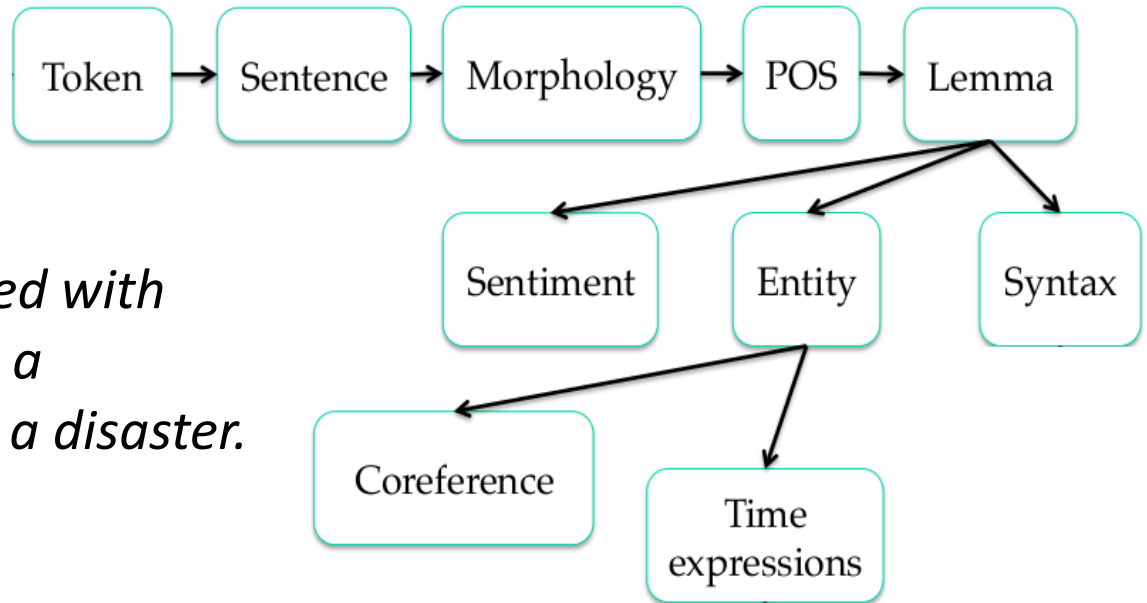 Token
Sentence
Morphology
POS
Lemma
Sentiment
Entity
Syntax
ed with
a
a disaster.
Coreference
Time
expressions